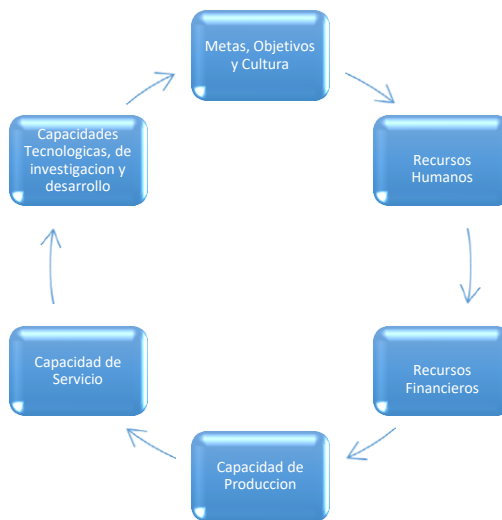 Metas, Objetivos
y Cultura
Recursos
Humanos
Recursos
Financieros
Capacidad de
Produccion
Capacidad de
Servicio
Capacidades
Tecnologicas, de
investigacion y
desarrollo